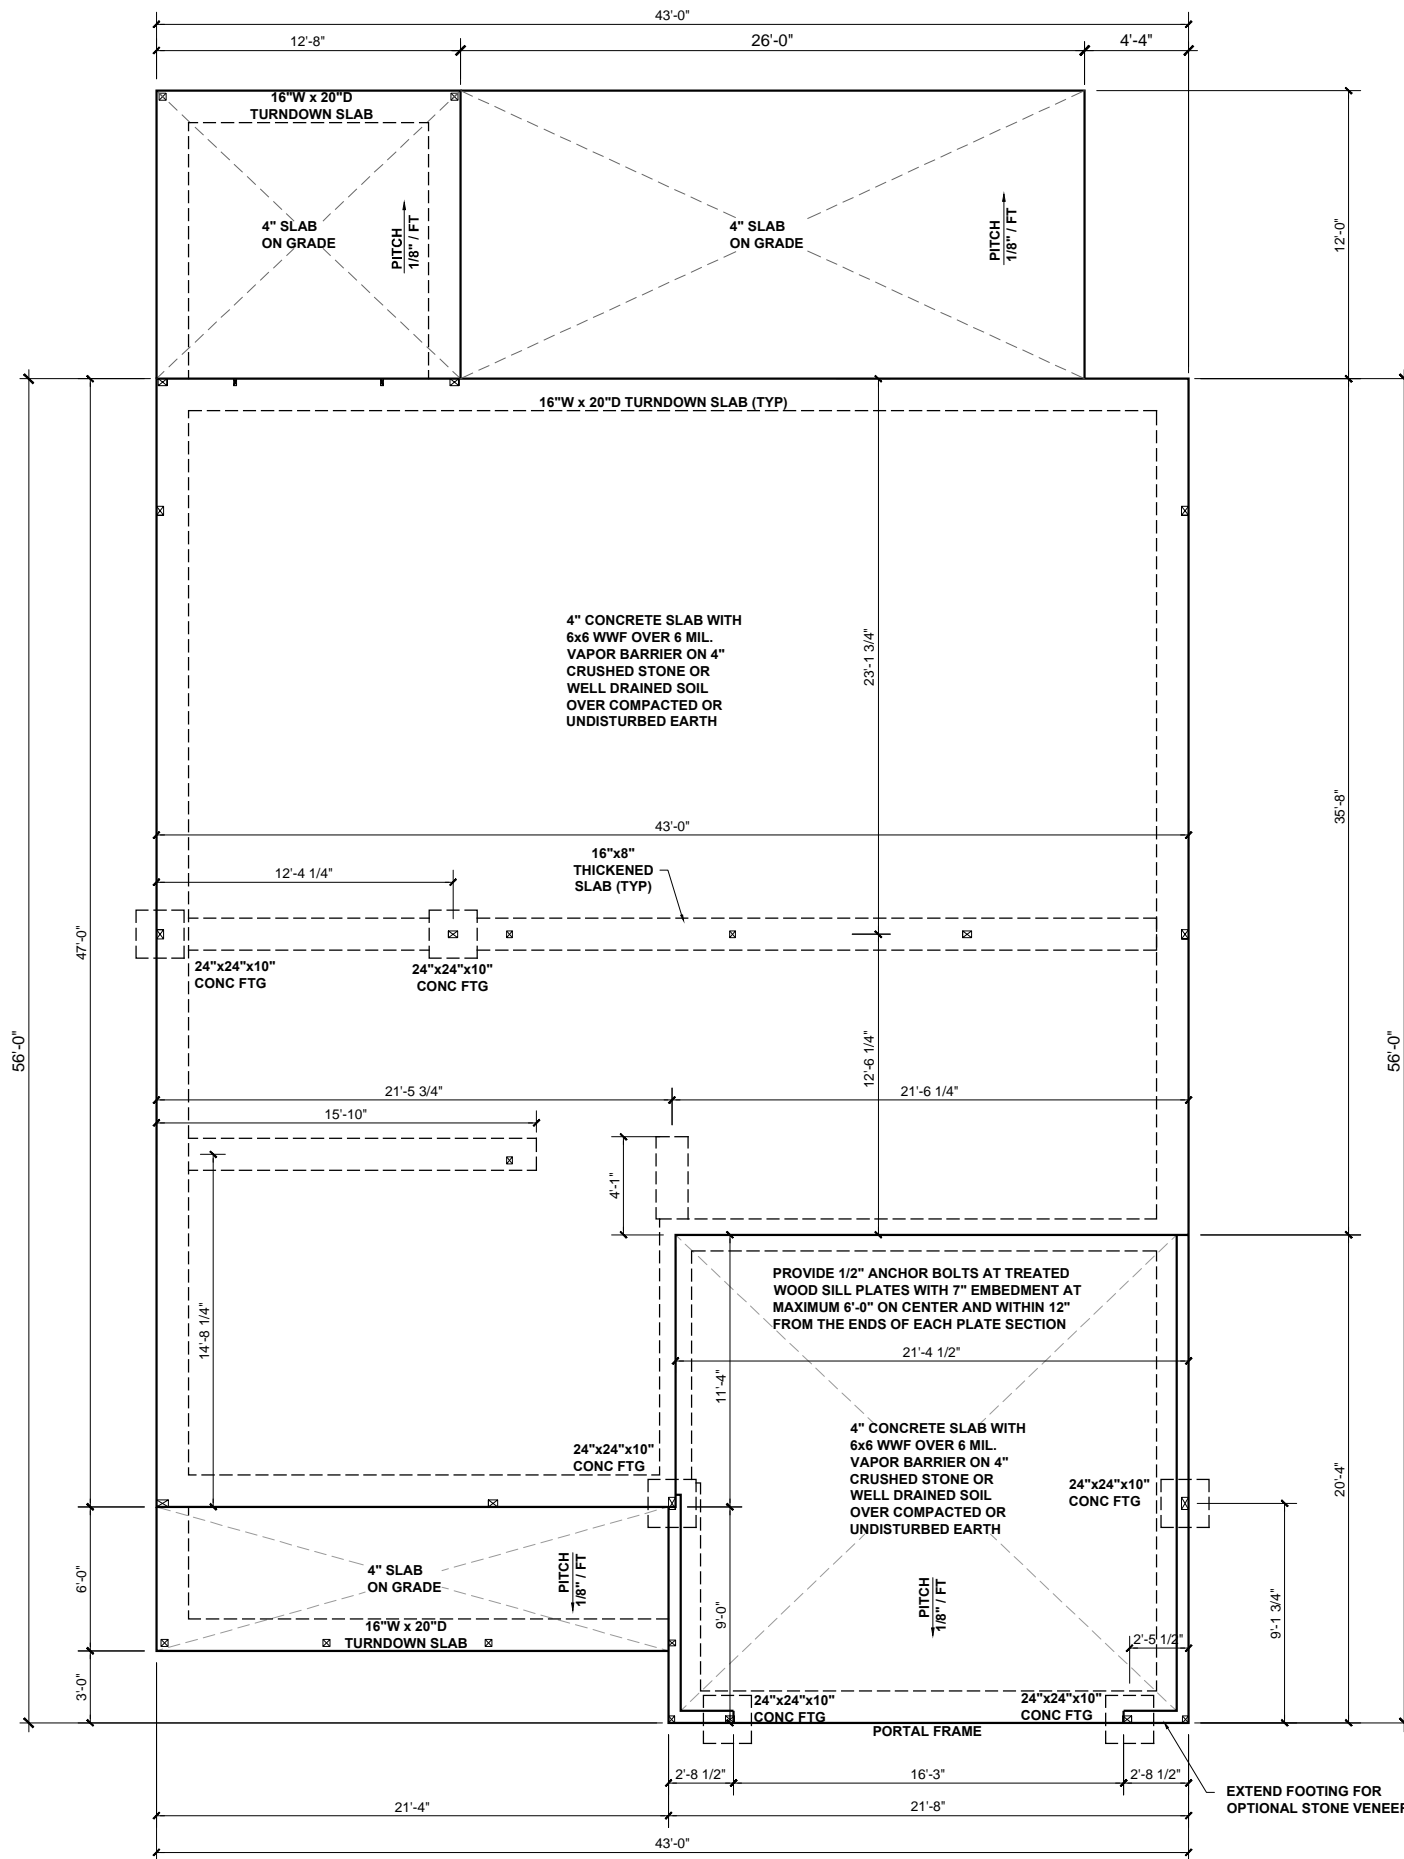 43'-0"
12'-8"
26'-0"
4'-4"
16"W x 20"D
TURNDOWN SLAB
4" SLAB
ON GRADE
PITCH
1/8" / FT
4" SLAB
ON GRADE
PITCH
1/8" / FT
12'-0"
16"W x 20"D TURNDOWN SLAB (TYP)
4" CONCRETE SLAB WITH
6x6 WWF OVER 6 MIL.
VAPOR BARRIER ON 4"
CRUSHED STONE OR
WELL DRAINED SOIL
OVER COMPACTED OR
UNDISTURBED EARTH
23'-1 3/4"
35'-8"
43'-0"
16"x8"
THICKENED
SLAB (TYP)
12'-4 1/4"
47'-0"
24"x24"x10"
CONC FTG
24"x24"x10"
CONC FTG
56'-0"
12'-6 1/4"
56'-0"
21'-5 3/4"
21'-6 1/4"
15'-10"
4'-1"
14'-8 1/4"
PROVIDE 1/2" ANCHOR BOLTS AT TREATED
WOOD SILL PLATES WITH 7" EMBEDMENT AT
MAXIMUM 6'-0" ON CENTER AND WITHIN 12"
FROM THE ENDS OF EACH PLATE SECTION
21'-4 1/2"
11'-4"
4" CONCRETE SLAB WITH
6x6 WWF OVER 6 MIL.
VAPOR BARRIER ON 4"
CRUSHED STONE OR
WELL DRAINED SOIL
OVER COMPACTED OR
UNDISTURBED EARTH
24"x24"x10"
CONC FTG
24"x24"x10"
CONC FTG
20'-4"
6'-0"
4" SLAB
ON GRADE
PITCH
1/8" / FT
9'-0"
PITCH
1/8" / FT
9'-1 3/4"
16"W x 20"D
TURNDOWN SLAB
2'-5 1/2"
3'-0"
24"x24"x10"
CONC FTG
24"x24"x10"
CONC FTG
PORTAL FRAME
2'-8 1/2"
16'-3"
2'-8 1/2"
EXTEND FOOTING FOR
OPTIONAL STONE VENEER
21'-4"
21'-8"
43'-0"